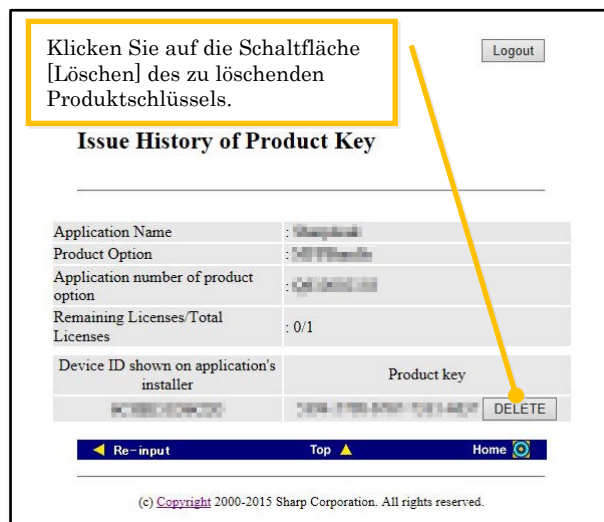 Klicken Sie auf die Schaltfläche
[Löschen] des zu löschenden
Produktschlüssels.
Logout
Issue History of Product Key
Application Name :
Product Option :
Application number of product
option :
Remaining Licenses/Total
Licenses : 0/1
Device ID shown on application's
installer
Product key
DELETE
Re-input Top Home
(c) Copyright 2000-2015 Sharp Corporation. All rights reserved.